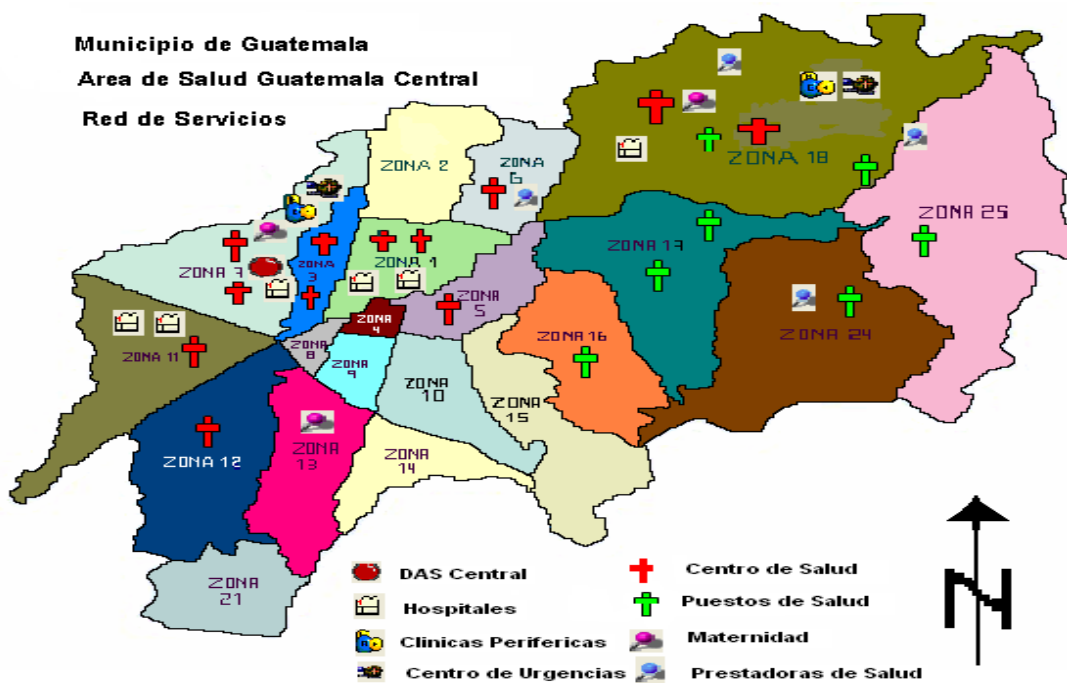 Municipio de Guatemala
Area de Salud Guatemala Central
Red de Servicios
ZONA 2
ZONA
6
ZONA 18
ZONA 25
ZONA 17
ZONA 7
ZONA
3
ZONA 1
ZONA
5
ZONA
4
ZONA 16
ZONA 24
ZONA 11
ZONA
8
ZONA
9
ZONA
10
ZONA
15
ZONA 12
ZONA
13
ZONA
14
ZONA
21
DAS Central
Centro de Salud
Hospitales
Puestos de Salud
Clinicas Perifericas
Maternidad
Centro de Urgencias
Prestadoras de Salud
N